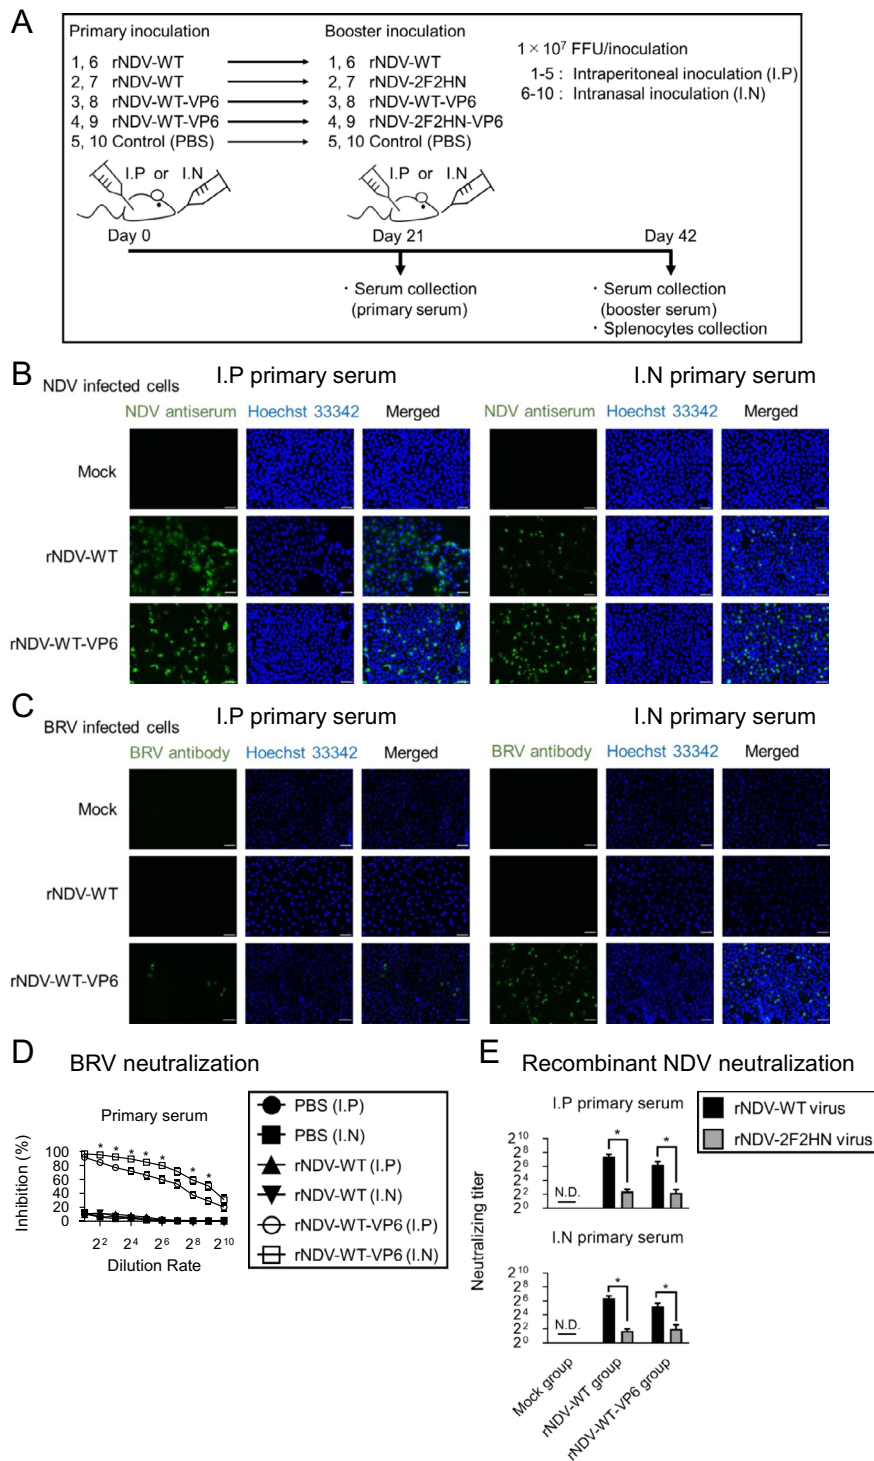 A
Primary inoculation Booster inoculation
1 × 10⁷ FFU/inoculation
1, 6 rNDV-WT 1, 6 rNDV-WT
1-5 : Intraperitoneal inoculation (I.P)
2, 7 rNDV-WT 2, 7 rNDV-2F2HN
6-10 : Intranasal inoculation (I.N)
3, 8 rNDV-WT-VP6 3, 8 rNDV-WT-VP6
4, 9 rNDV-WT-VP6 4, 9 rNDV-2F2HN-VP6
5, 10 Control (PBS) 5, 10 Control (PBS)
I.P or I.N I.P or I.N
Day 0 Day 21 Day 42
・Serum collection ・Serum collection
(primary serum) (booster serum)
・Splenocytes collection
B
NDV infected cells I.P primary serum I.N primary serum
NDV antiserum Hoechst 33342 Merged NDV antiserum Hoechst 33342 Merged
Mock
rNDV-WT
rNDV-WT-VP6
C
BRV infected cells I.P primary serum I.N primary serum
BRV antibody Hoechst 33342 Merged BRV antibody Hoechst 33342 Merged
Mock
rNDV-WT
rNDV-WT-VP6
D BRV neutralization
Primary serum
Inhibition (%)
100
80
60
40
20
0
* * * * * * *
2² 2⁴ 2⁶ 2⁸ 2¹⁰
Dilution Rate
PBS (I.P)
PBS (I.N)
rNDV-WT (I.P)
rNDV-WT (I.N)
rNDV-WT-VP6 (I.P)
rNDV-WT-VP6 (I.N)
E Recombinant NDV neutralization
rNDV-WT virus
rNDV-2F2HN virus
Neutralizing titer
I.P primary serum
2¹⁰
2⁸
2⁶
2⁴
2²
2⁰
N.D.
* *
I.N primary serum
2¹⁰
2⁸
2⁶
2⁴
2²
2⁰
N.D.
* *
Mock group
rNDV-WT group
rNDV-WT-VP6 group